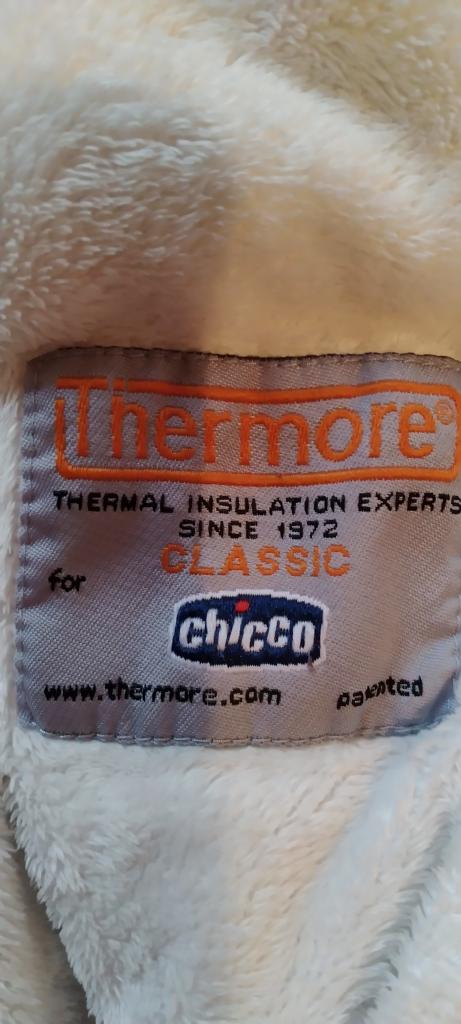 Thermore®
THERMAL INSULATION EXPERTS
SINCE 1972
CLASSIC
for
chicco
www.thermore.com patented